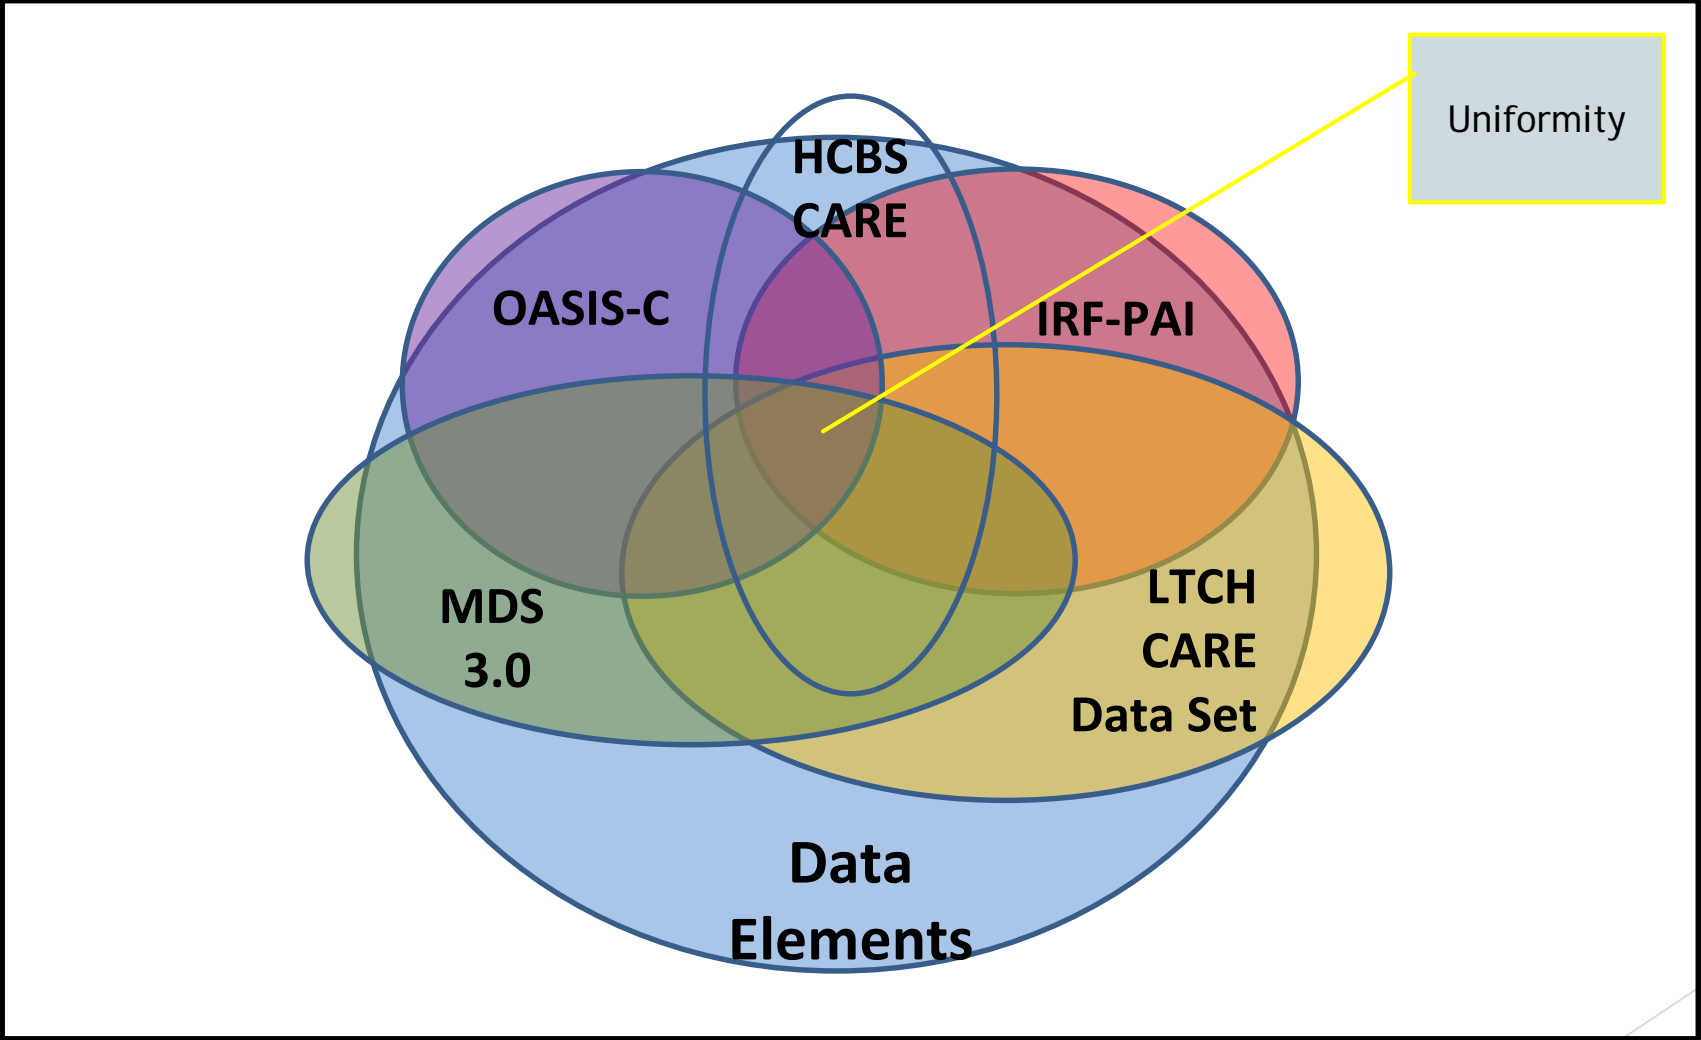 Uniformity
HCBS
CARE
OASIS-C
IRF-PAI
MDS
3.0
LTCH
CARE
Data Set
Data
Elements